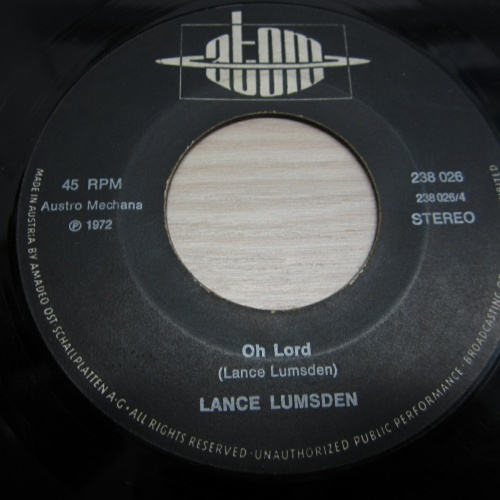 atom
45 RPM
Austro Mechana
℗ 1972
238 026
238 026/4
STEREO
Oh Lord
(Lance Lumsden)
LANCE LUMSDEN
MADE IN AUSTRIA BY AMADEO ÖST. SCHALLPLATTEN A·G · ALL RIGHTS RESERVED · UNAUTHORIZED PUBLIC PERFORMANCE · BROADCASTING